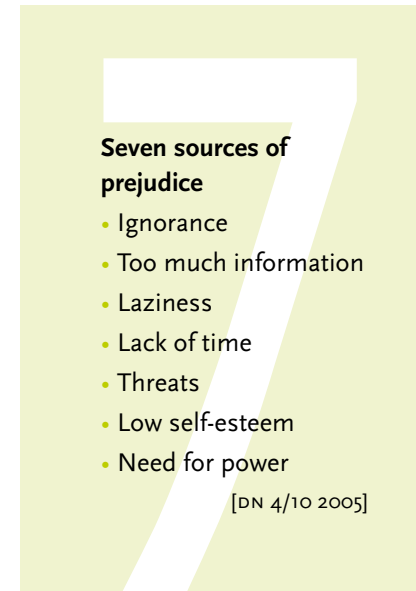 7
Seven sources of
prejudice
• Ignorance
• Too much information
• Laziness
• Lack of time
• Threats
• Low self-esteem
• Need for power
[DN 4/10 2005]